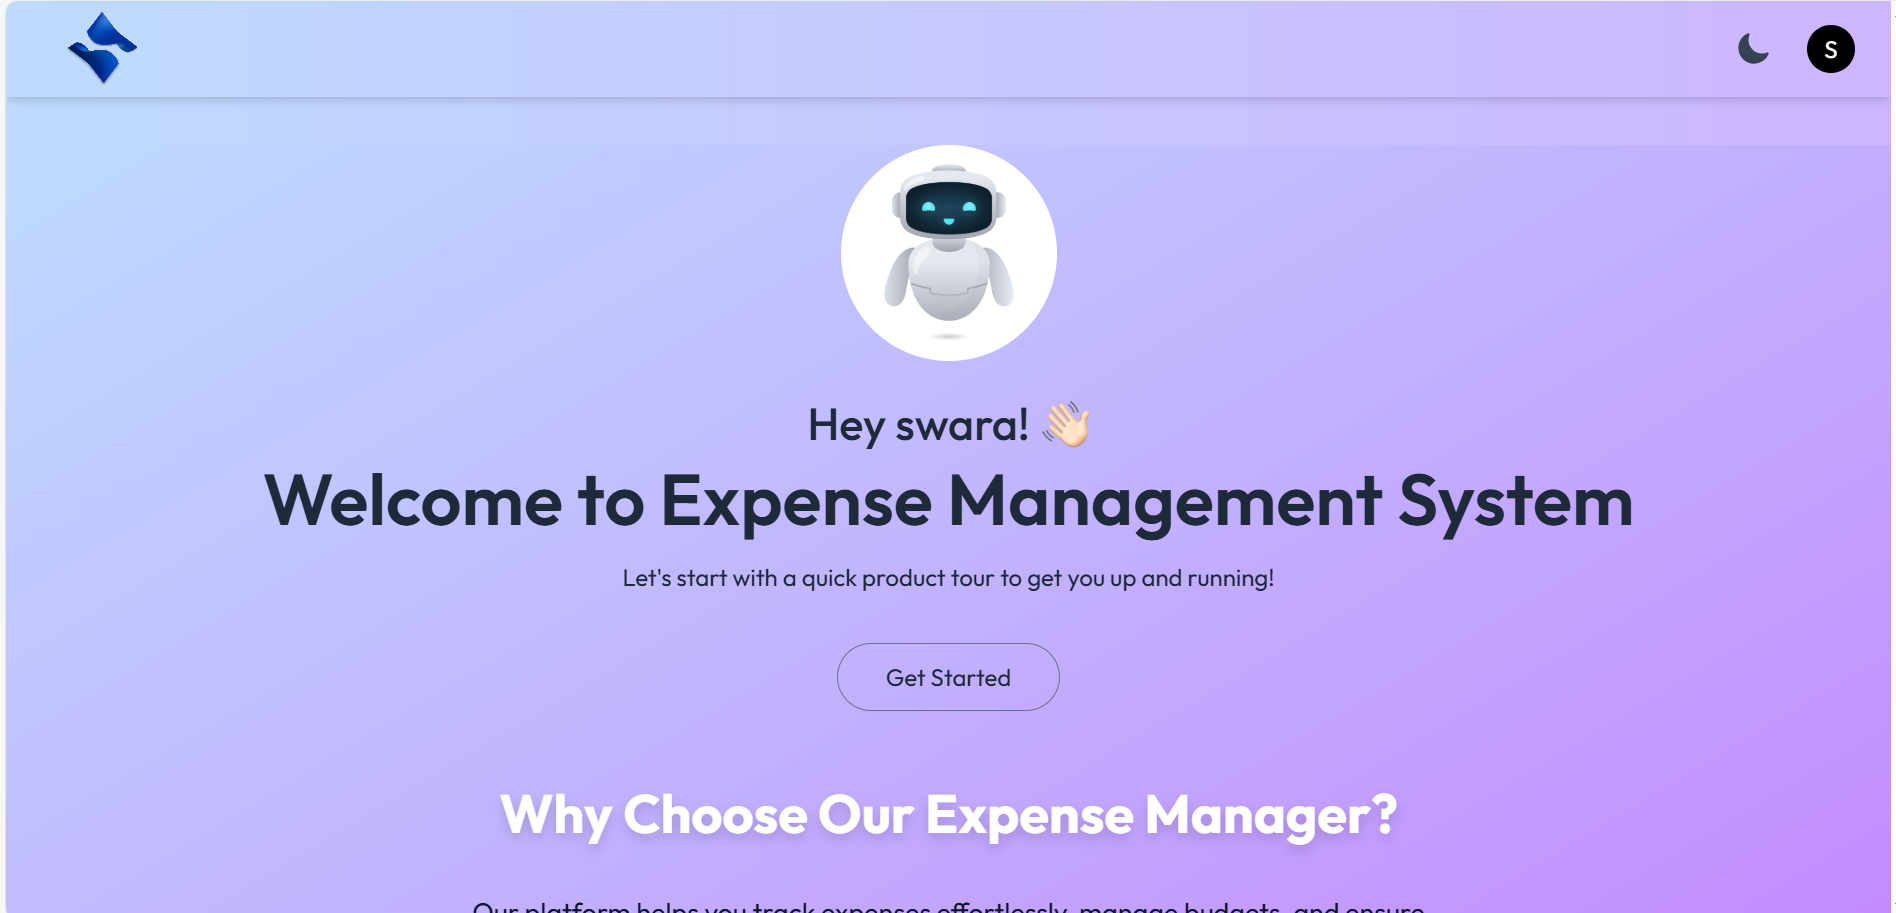 S
Hey swara! 👋🏻
Welcome to Expense Management System
Let's start with a quick product tour to get you up and running!
Get Started
Why Choose Our Expense Manager?
Our platform helps you track expenses effortlessly, manage budgets, and ensure